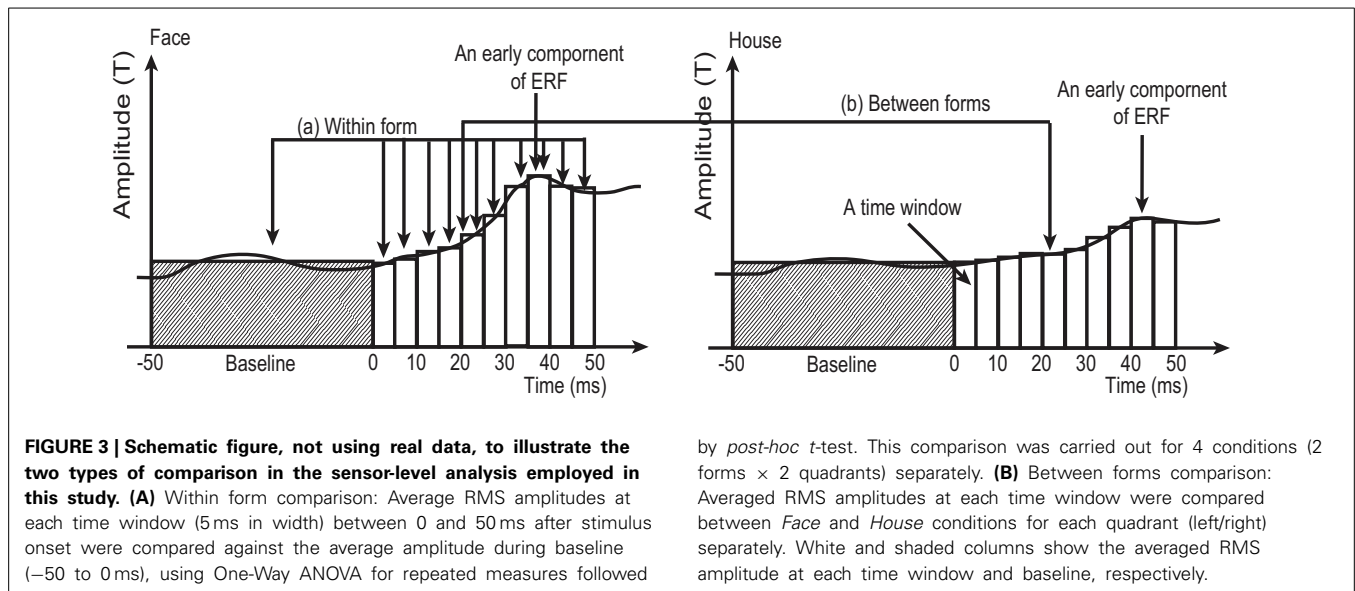 Face
Amplitude (T)
An early compornent
of ERF
(a) Within form
-50
Baseline
0
10
20
30
40
50
Time (ms)
House
Amplitude (T)
(b) Between forms
An early compornent
of ERF
A time window
-50
Baseline
0
10
20
30
40
50
Time (ms)
FIGURE 3 | Schematic figure, not using real data, to illustrate the
two types of comparison in the sensor-level analysis employed in
this study. (A) Within form comparison: Average RMS amplitudes at
each time window (5 ms in width) between 0 and 50 ms after stimulus
onset were compared against the average amplitude during baseline
(−50 to 0 ms), using One-Way ANOVA for repeated measures followed
by post-hoc t-test. This comparison was carried out for 4 conditions (2
forms × 2 quadrants) separately. (B) Between forms comparison:
Averaged RMS amplitudes at each time window were compared
between Face and House conditions for each quadrant (left/right)
separately. White and shaded columns show the averaged RMS
amplitude at each time window and baseline, respectively.